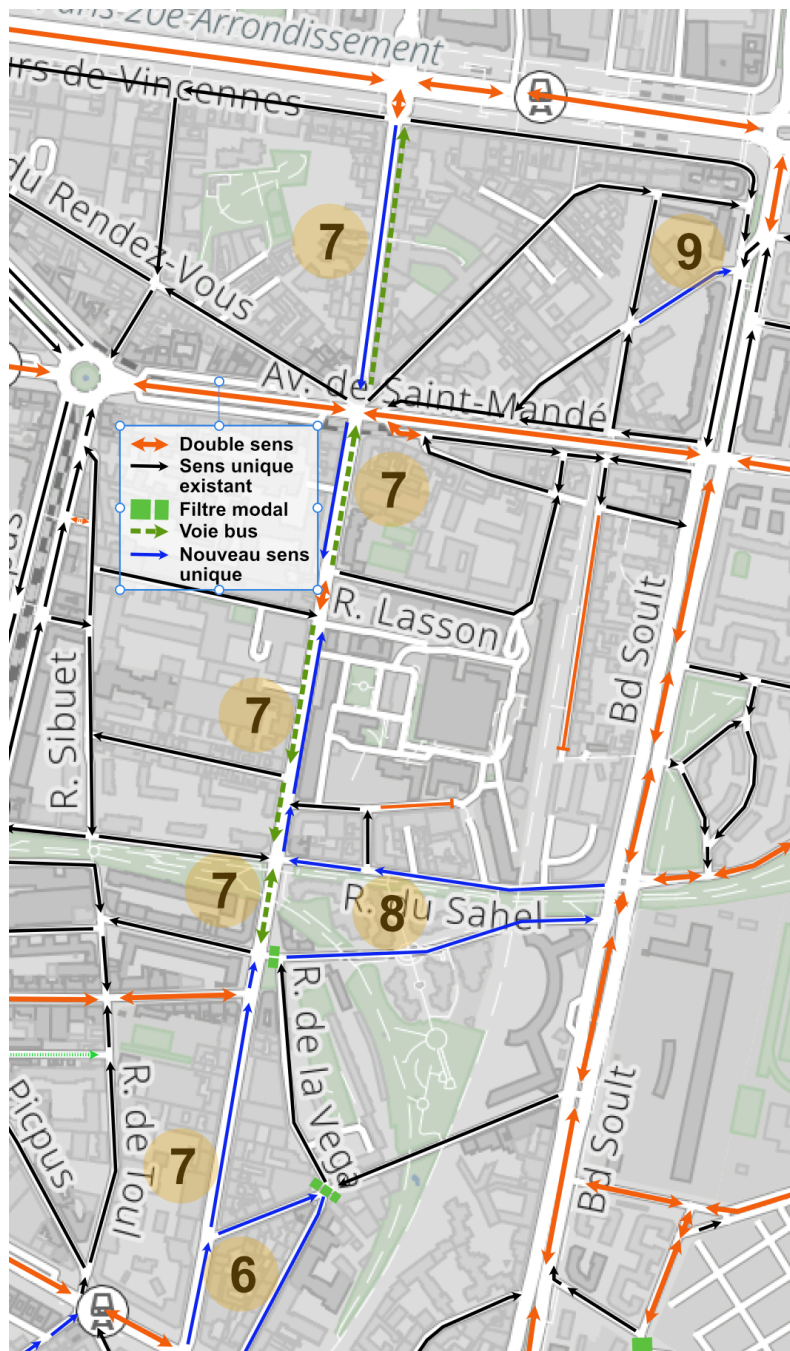 Paris-20e-Arrondissement
urs-de-Vincennes
du Rendez-Vous
7
9
Av. de Saint-Mandé
Double sens
Sens unique
existant
Filtre modal
Voie bus
Nouveau sens
unique
7
R. Lasson
Bd Soult
R. Sibuet
7
7
R. du Sahel
8
R. de la Véga
Picpus
R. de Toul
7
Bd Soult
6